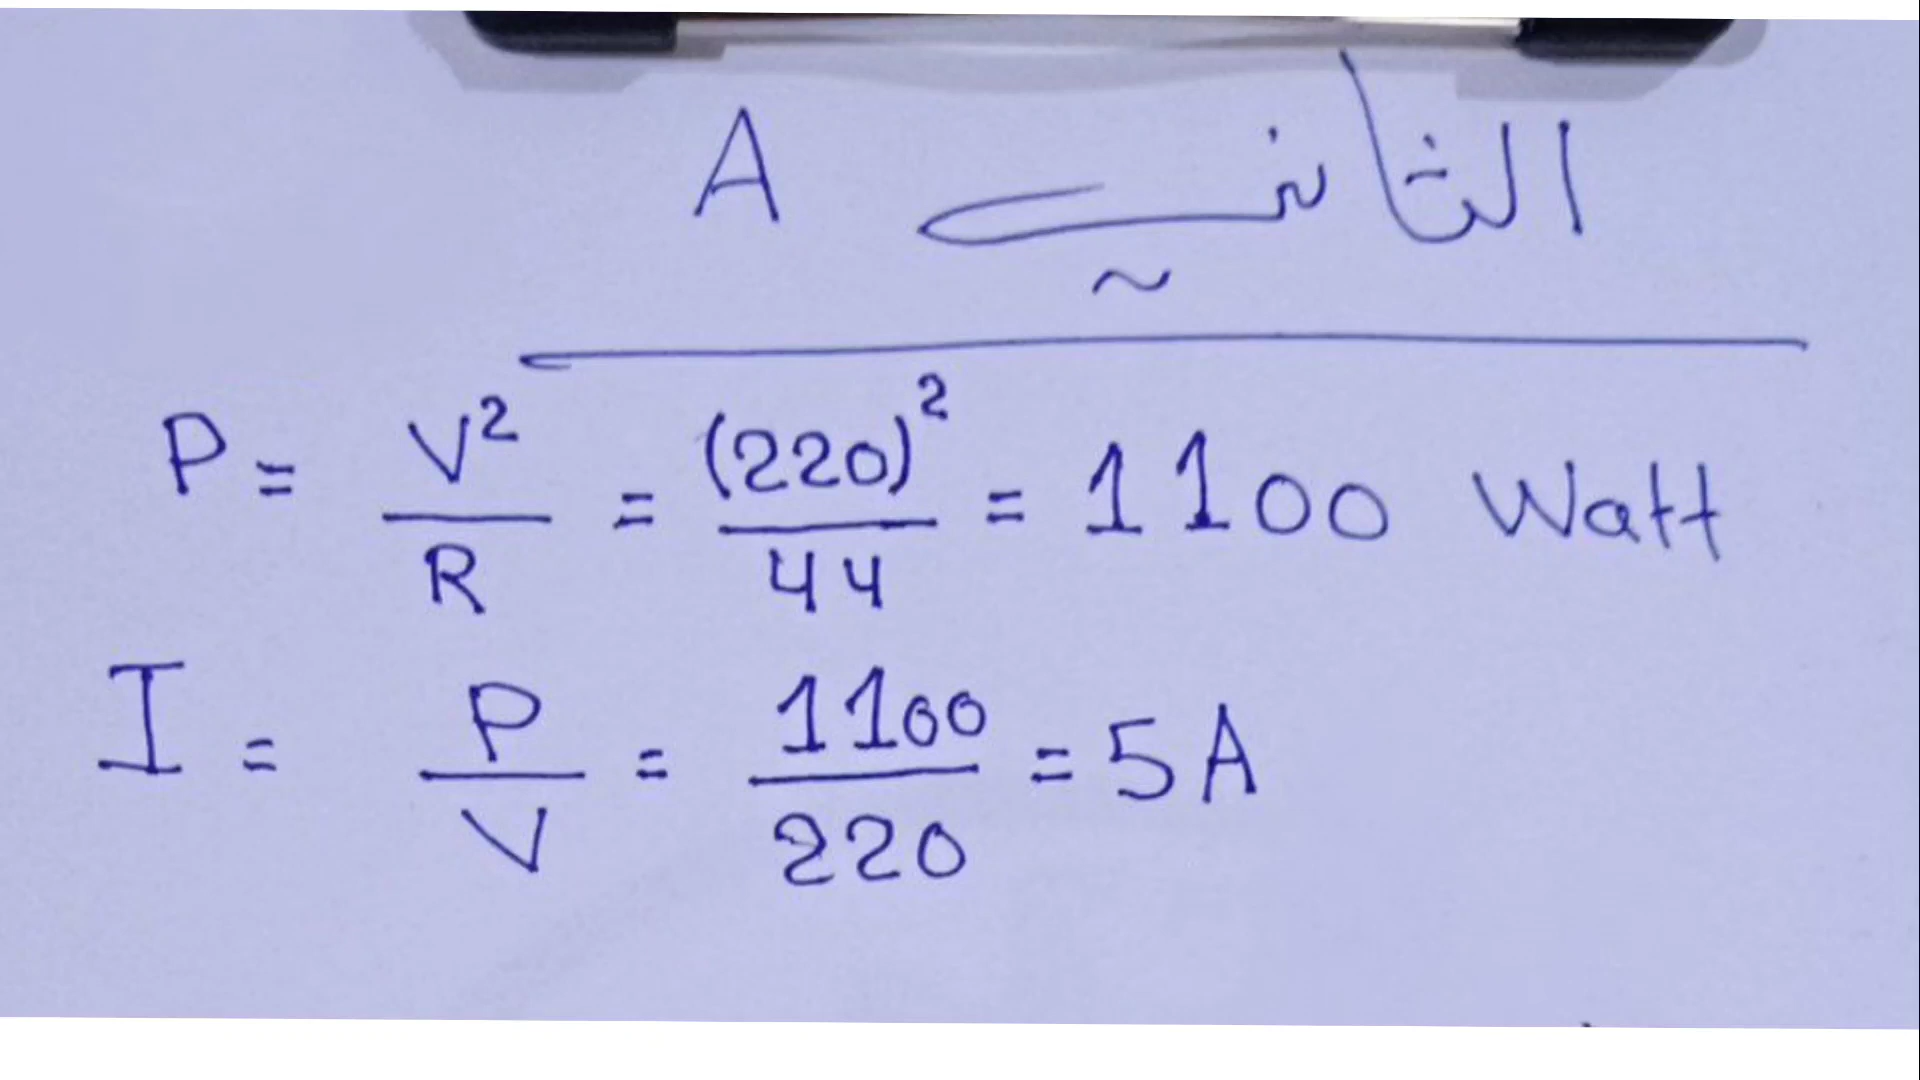 الثاني A
P = V²/R = (220)²/44 = 1100 Watt
I = P/V = 1100/220 = 5A